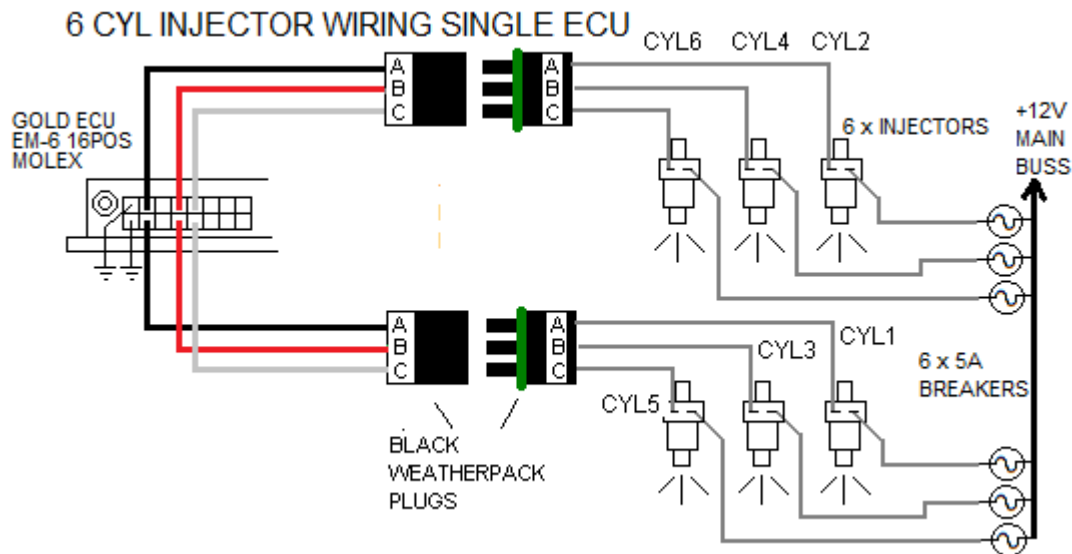 6 CYL INJECTOR WIRING SINGLE ECU
CYL6 CYL4 CYL2
A
B
C
A
B
C
GOLD ECU
EM-6 16POS
MOLEX
6 x INJECTORS
+12V
MAIN
BUSS
A
B
C
A
B
C
CYL1
CYL3
CYL5
6 x 5A
BREAKERS
BLACK
WEATHERPACK
PLUGS